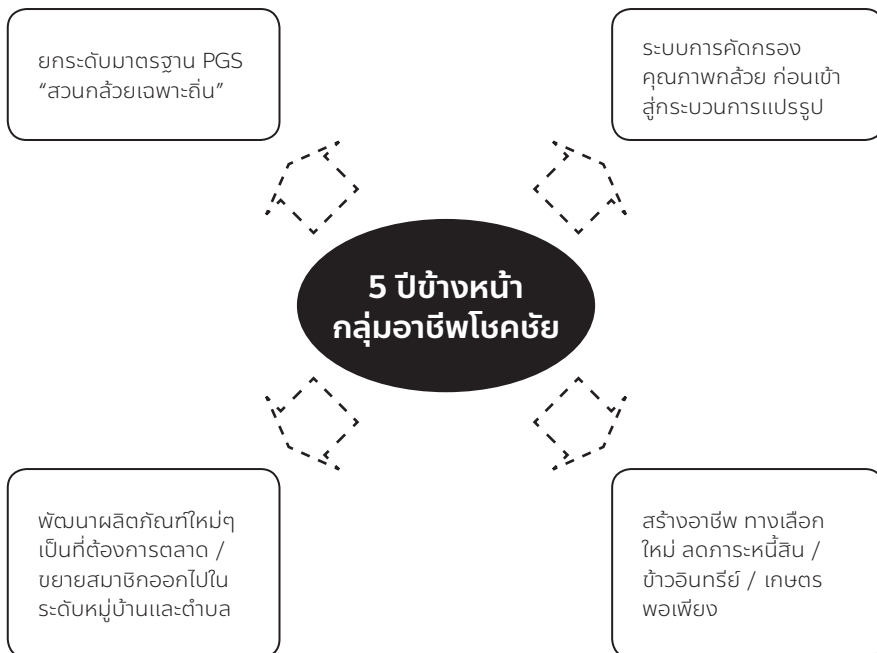 ยกระดับมาตรฐาน PGS
“สวนกล้วยเฉพาะถิ่น”
ระบบการคัดกรอง
คุณภาพกล้วย ก่อนเข้า
สู่กระบวนการแปรรูป
5 ปีข้างหน้า
กลุ่มอาชีพโชคชัย
พัฒนาผลิตภัณฑ์ใหม่ๆ
เป็นที่ต้องการตลาด /
ขยายสมาชิกออกไปใน
ระดับหมู่บ้านและตำบล
สร้างอาชีพ ทางเลือก
ใหม่ ลดภาระหนี้สิน /
ข้าวอินทรีย์ / เกษตร
พอเพียง